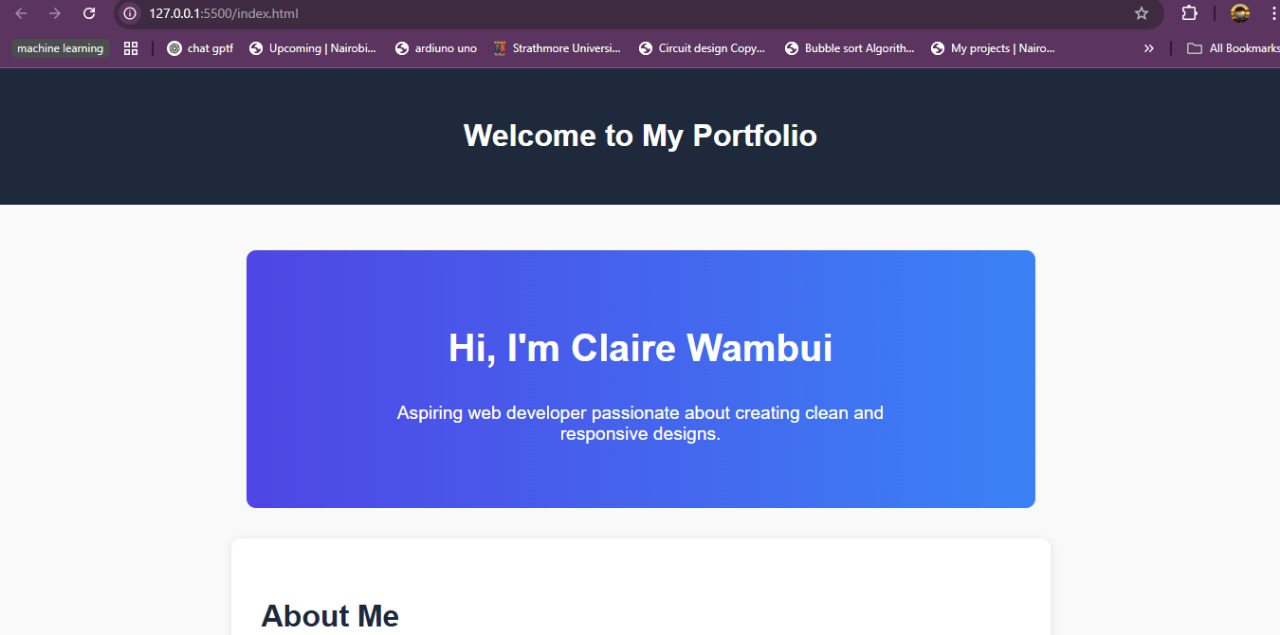 127.0.0.1:5500/index.html
machine learning chat gptf Upcoming | Nairobi... ardiuno uno Strathmore Universi... Circuit design Copy... Bubble sort Algorith... My projects | Nairo... » All Bookmarks
Welcome to My Portfolio
Hi, I'm Claire Wambui
Aspiring web developer passionate about creating clean and
responsive designs.
About Me